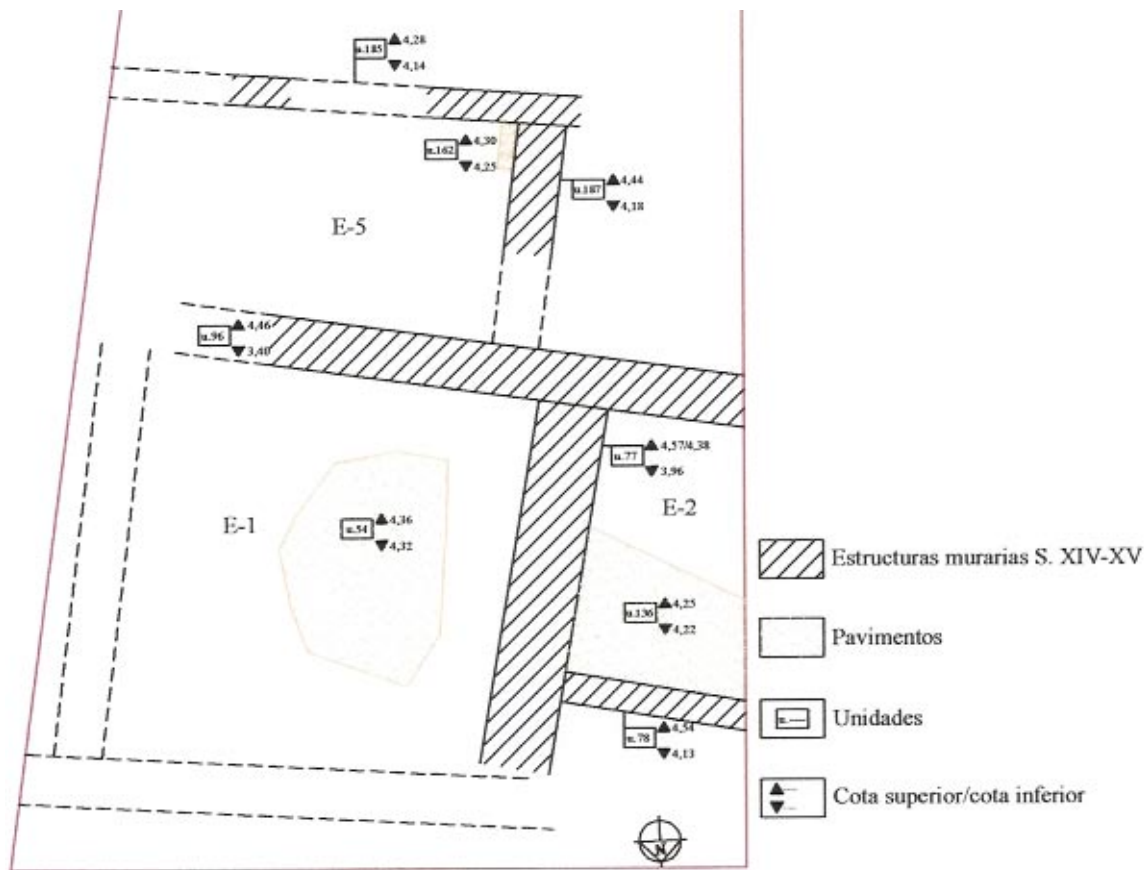 u.185 ▲ 4,28
▼ 4,14
u.162 ▲ 4,30
▼ 4,25
u.187 ▲ 4,44
▼ 4,18
E-5
u.96 ▲ 4,46
▼ 3,40
u.77 ▲ 4,57/4,38
▼ 3,96
E-2
E-1
u.54 ▲ 4,36
▼ 4,32
u.136 ▲ 4,25
▼ 4,22
u.78 ▲ 4,54
▼ 4,13
Estructuras murarias S. XIV-XV
Pavimentos
u.— Unidades
Cota superior/cota inferior
N